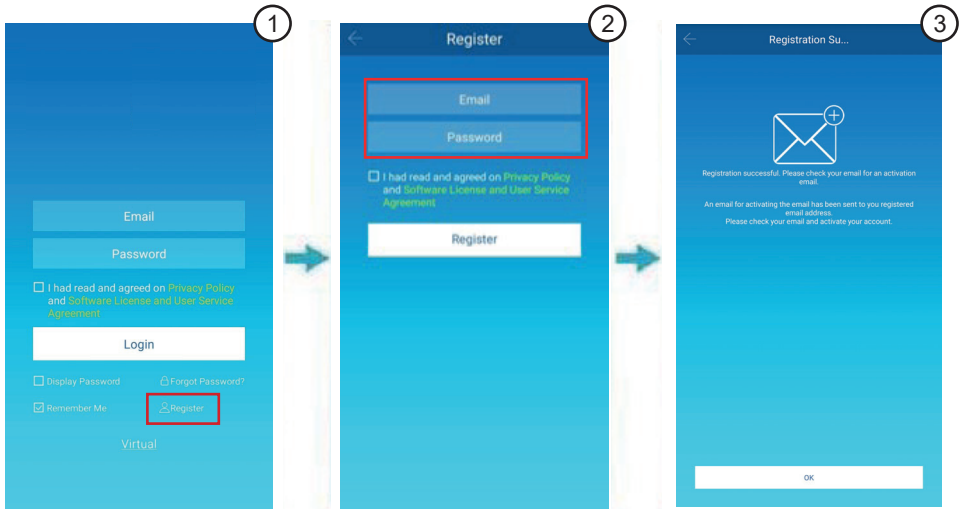 1
Email
Password
I had read and agreed on Privacy Policy
and Software License and User Service
Agreement
Login
Display Password
Forgot Password?
Remember Me
Register
Virtual
2
Register
Email
Password
I had read and agreed on Privacy Policy
and Software License and User Service
Agreement
Register
3
Registration Su...
Registration successful. Please check your email for an activation
email.
An email for activating the email has been sent to you registered
email address.
Please check your email and activate your account.
OK